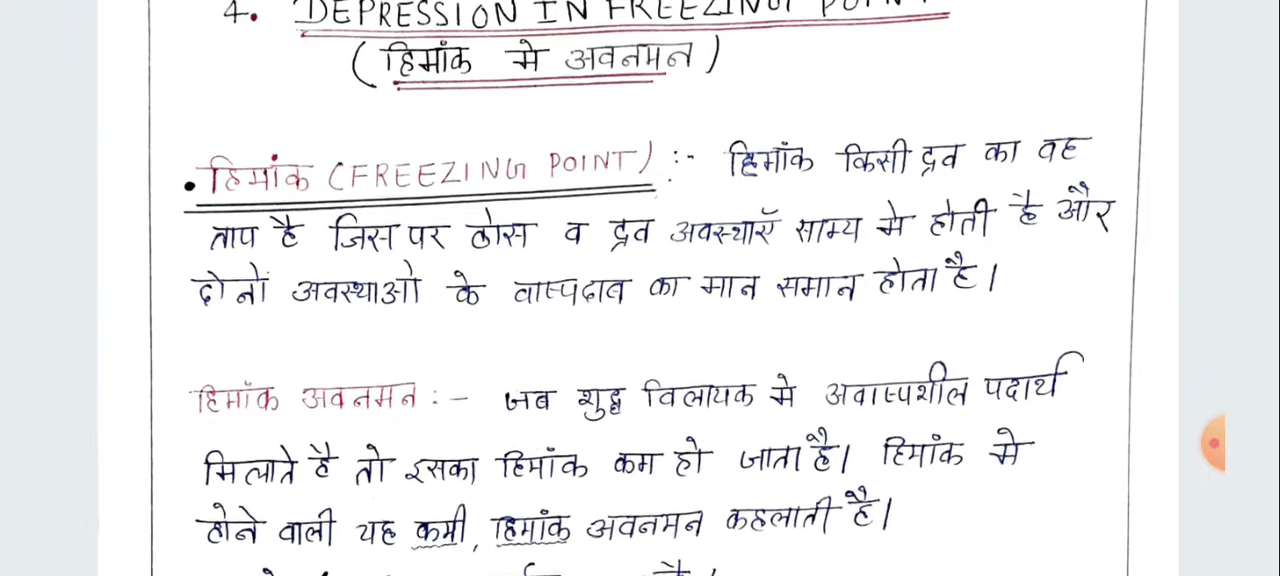 4. DEPRESSION IN FREEZING POINT
(हिमांक मे अवनमन)
• हिमांक (FREEZING POINT) :- हिमाँक किसी द्रव का वह
ताप है जिस पर ठोस व द्रव अवस्थाएँ साम्य मे होती है और
दोनों अवस्थाओ के वाष्पदाव का मान समान होता है।
हिमाँक अवनमन :- जब शुद्ध विलायक मे अवाष्पशील पदार्थ
मिलाते है तो इसका हिमांक कम हो जाता है। हिमांक मे
होने वाली यह कमी, हिमांक अवनमन कहलाती है।